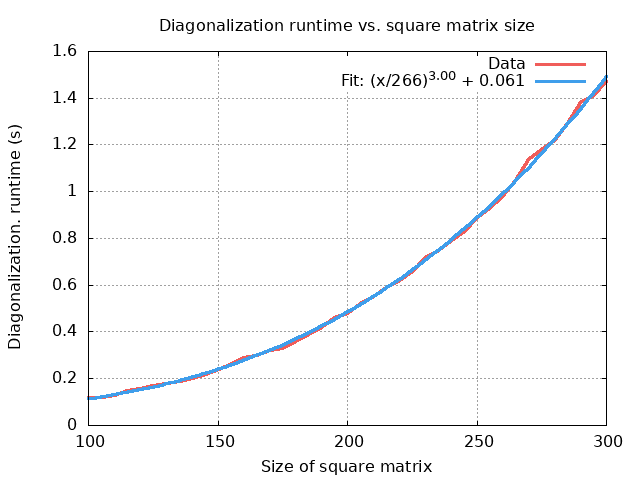 Diagonalization runtime vs. square matrix size
1.6
1.4
1.2
1
0.8
0.6
0.4
0.2
0
Diagonalization. runtime (s)
Data
Fit: (x/266)^3.00 + 0.061
100 150 200 250 300
Size of square matrix